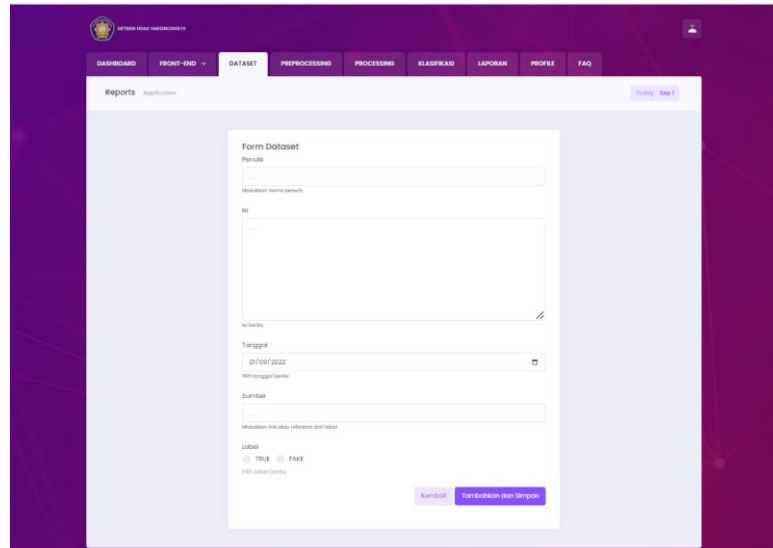 DETEKSI HOAX VAKSINCOVID19
DASHBOARD FRONT-END DATASET PREPROCESSING PROCESSING KLASIFIKASI LAPORAN PROFILE FAQ
Reports Application Today: Sep 1
Form Dataset
Penulis
Masukkan nama penulis
Isi
Isi berita
Tanggal
01/09/2022
Pilih tanggal berita
Sumber
Masukkan link atau referensi dari label
Label
TRUE FAKE
Pilih label berita
Kembali Tambahkan dan Simpan